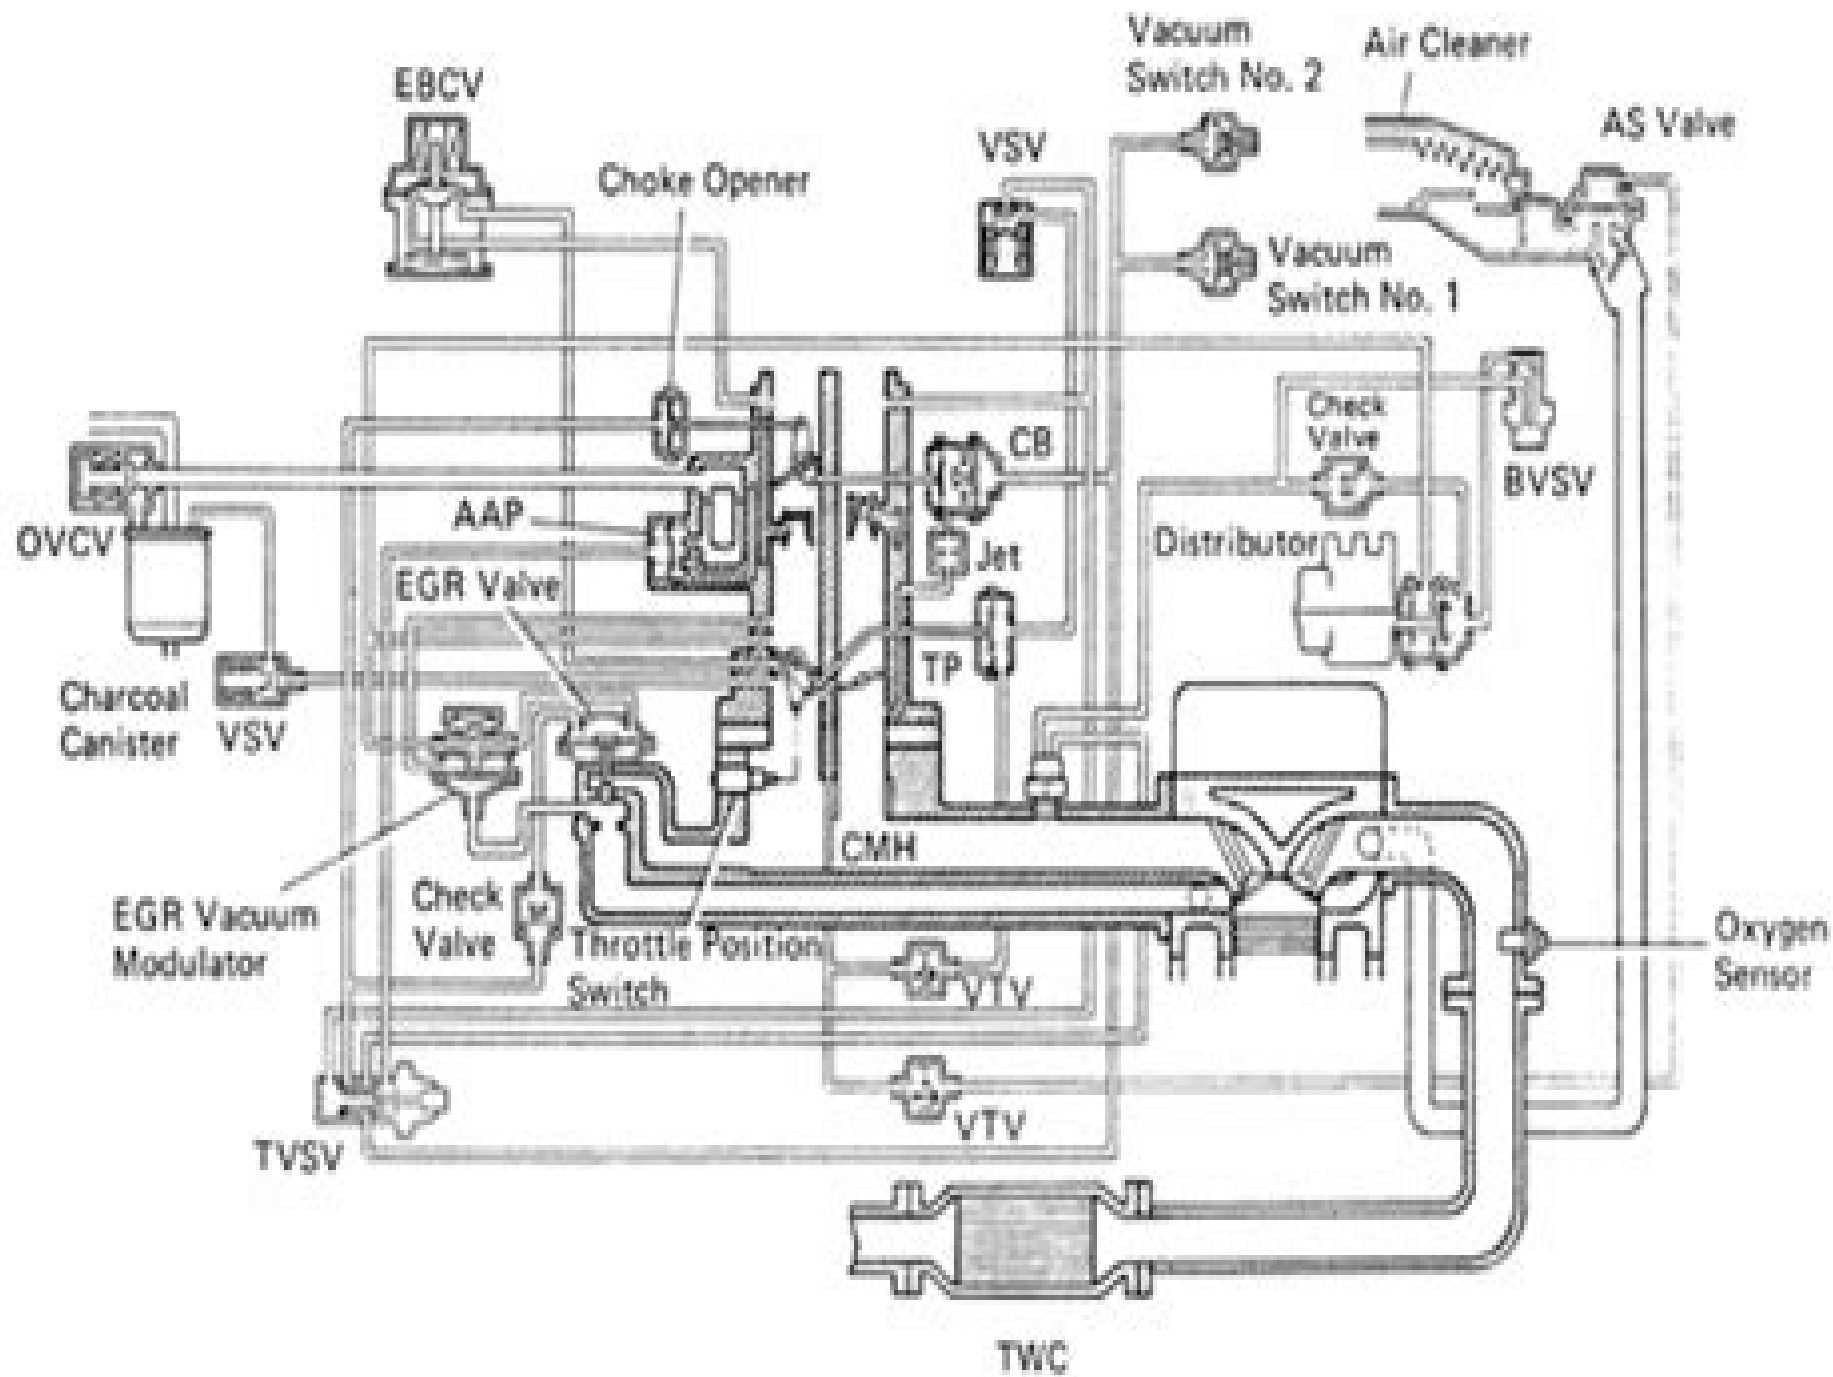 Vacuum
Switch No. 2
Air Cleaner
EBCV
AS Valve
VSV
Choke Opener
Vacuum
Switch No. 1
Check
Valve
CB
BVSV
AAP
OVCV
Distributor
Jet
EGR Valve
TP
Charcoal
Canister
VSV
CMH
Check
Valve
EGR Vacuum
Modulator
Throttle Position
Switch
Oxygen
Sensor
VTV
VTV
TVSV
TWC